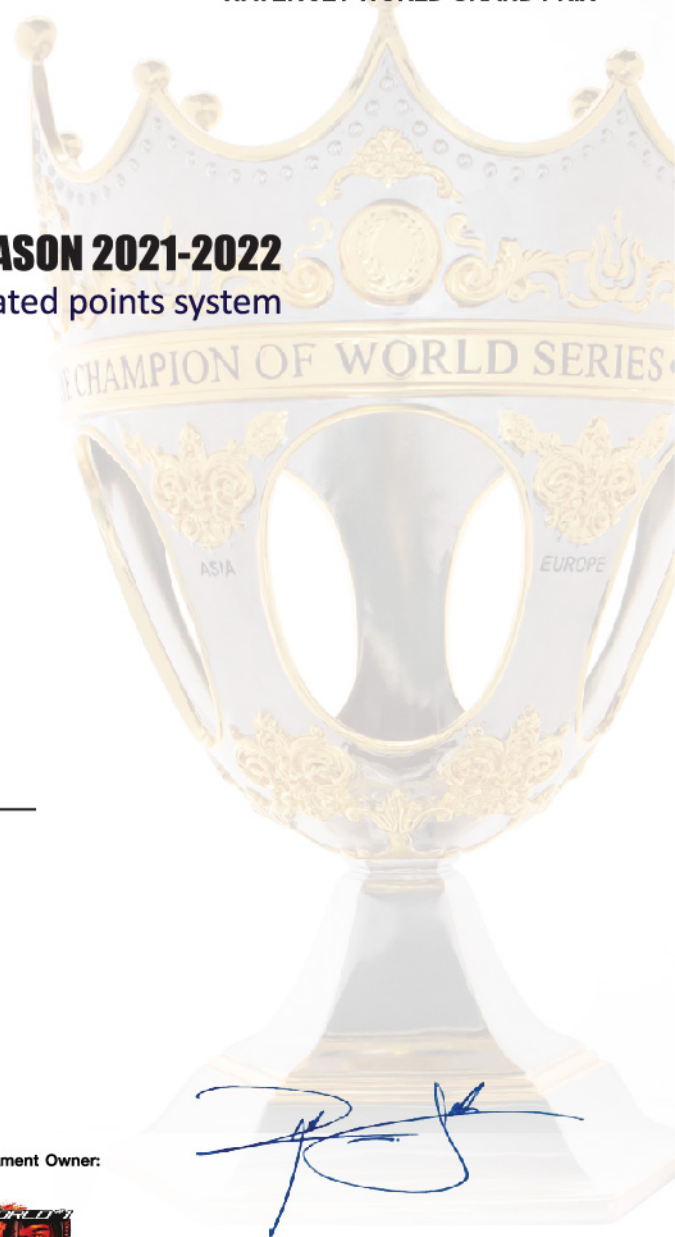 ASON 2021-2022
ated points system
CHAMPION OF WORLD SERIES
ASIA
EUROPE
ment Owner: